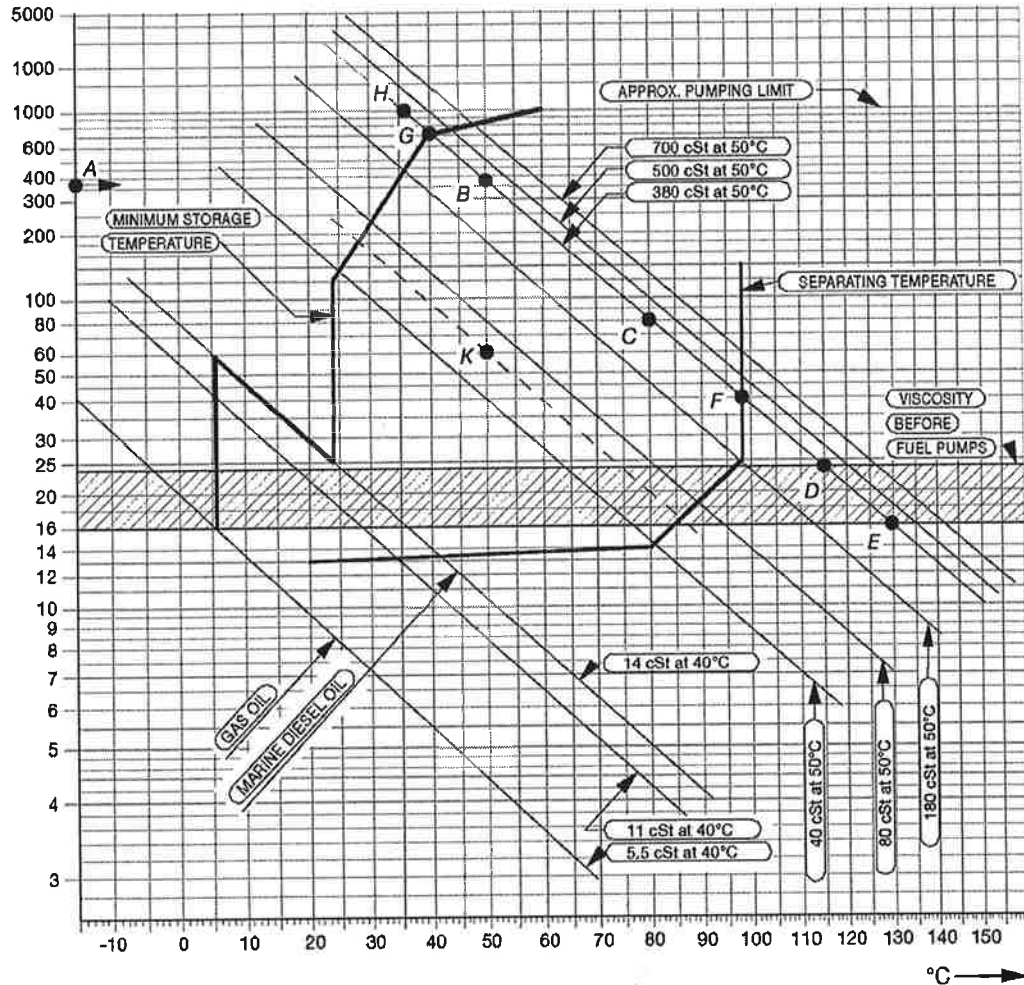 5000
1000
1000
600
400
300
200
100
80
60
50
40
30
25
20
16
14
12
10
9
8
7
6
5
4
3
A
H
G
B
C
K
F
D
E
APPROX. PUMPING LIMIT
700 cSt at 50°C
500 cSt at 50°C
380 cSt at 50°C
MINIMUM STORAGE
TEMPERATURE
SEPARATING TEMPERATURE
VISCOSITY
BEFORE
FUEL PUMPS
14 cSt at 40°C
GAS OIL
MARINE DIESEL OIL
11 cSt at 40°C
5.5 cSt at 40°C
40 cSt at 50°C
80 cSt at 50°C
180 cSt at 50°C
-10 0 20 30 40 50 60 70 80 90 100 110 120 130 140 150
°C